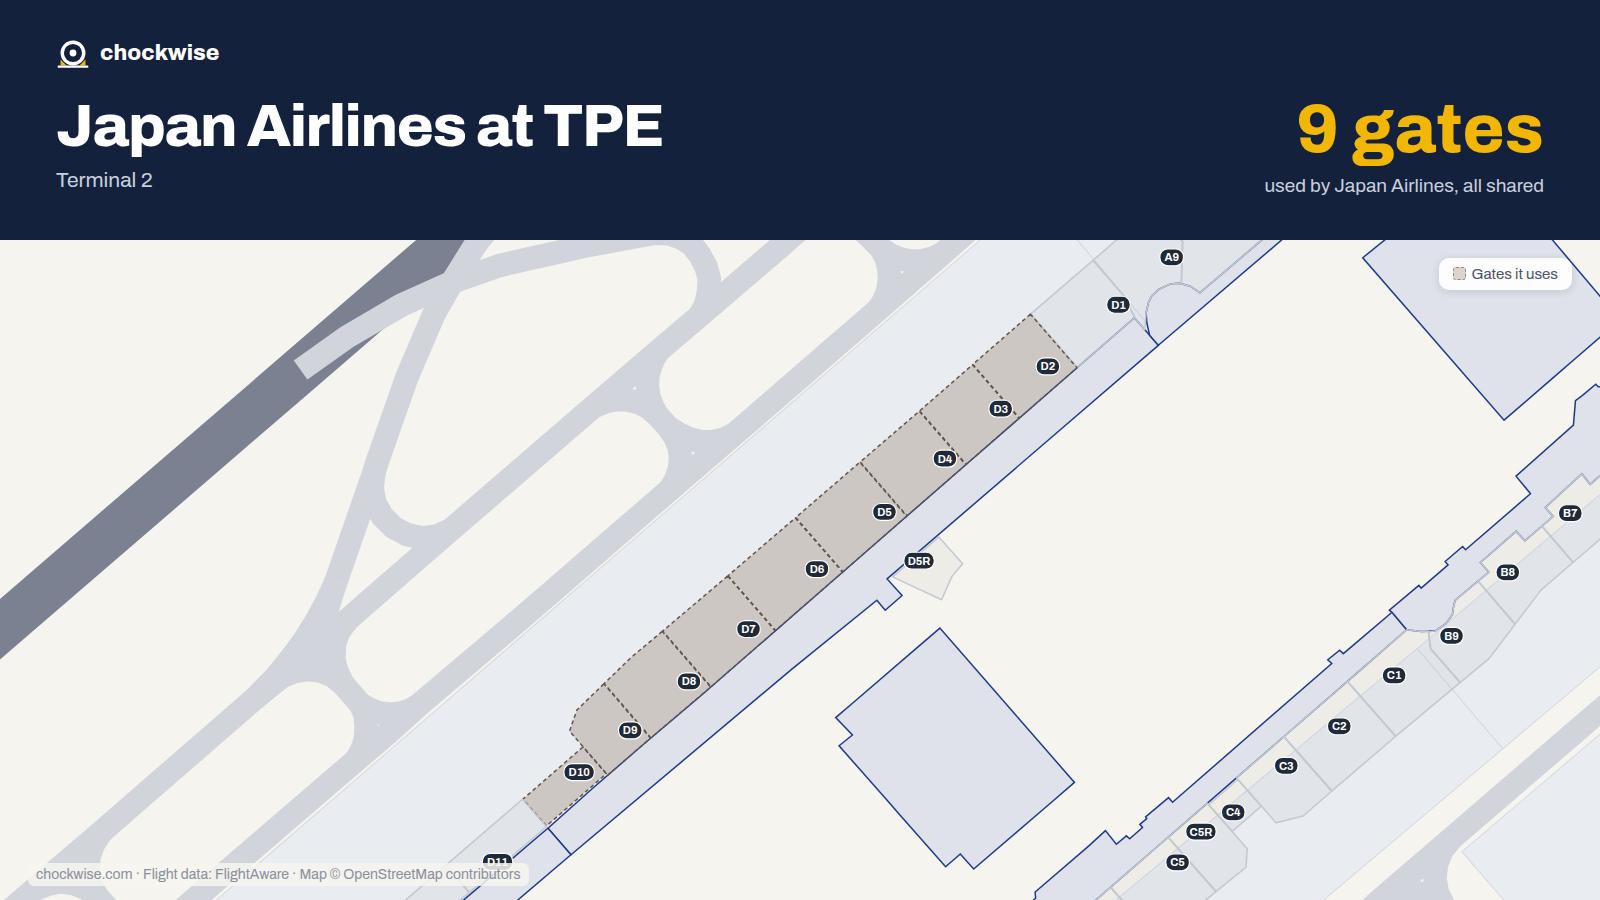 chockwise
Japan Airlines at TPE
Terminal 2
9 gates
used by Japan Airlines, all shared
Gates it uses
A9
D1
D2
D3
D4
D5
D5R
D6
D7
D8
D9
D10
D11
B7
B8
B9
C1
C2
C3
C4
C5R
C5
chockwise.com · Flight data: FlightAware · Map © OpenStreetMap contributors